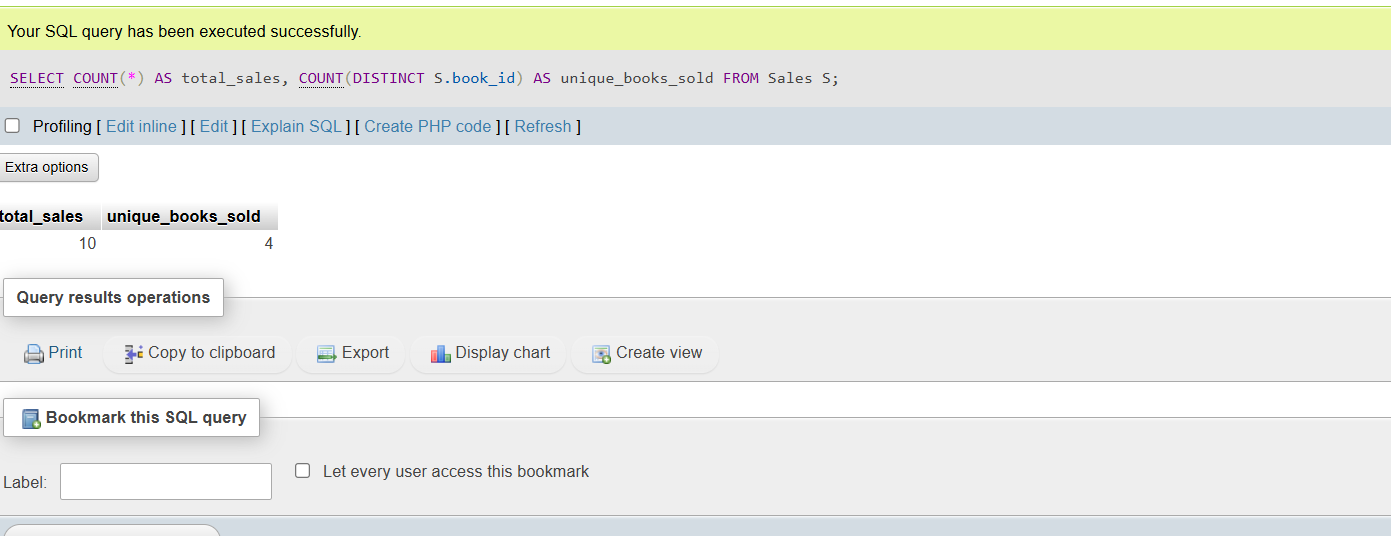 Your SQL query has been executed successfully.
SELECT COUNT(*) AS total_sales, COUNT(DISTINCT S.book_id) AS unique_books_sold FROM Sales S;
Profiling [ Edit inline ] [ Edit ] [ Explain SQL ] [ Create PHP code ] [ Refresh ]
Extra options
total_sales unique_books_sold
10 4
Query results operations
Print Copy to clipboard Export Display chart Create view
Bookmark this SQL query
Label: Let every user access this bookmark